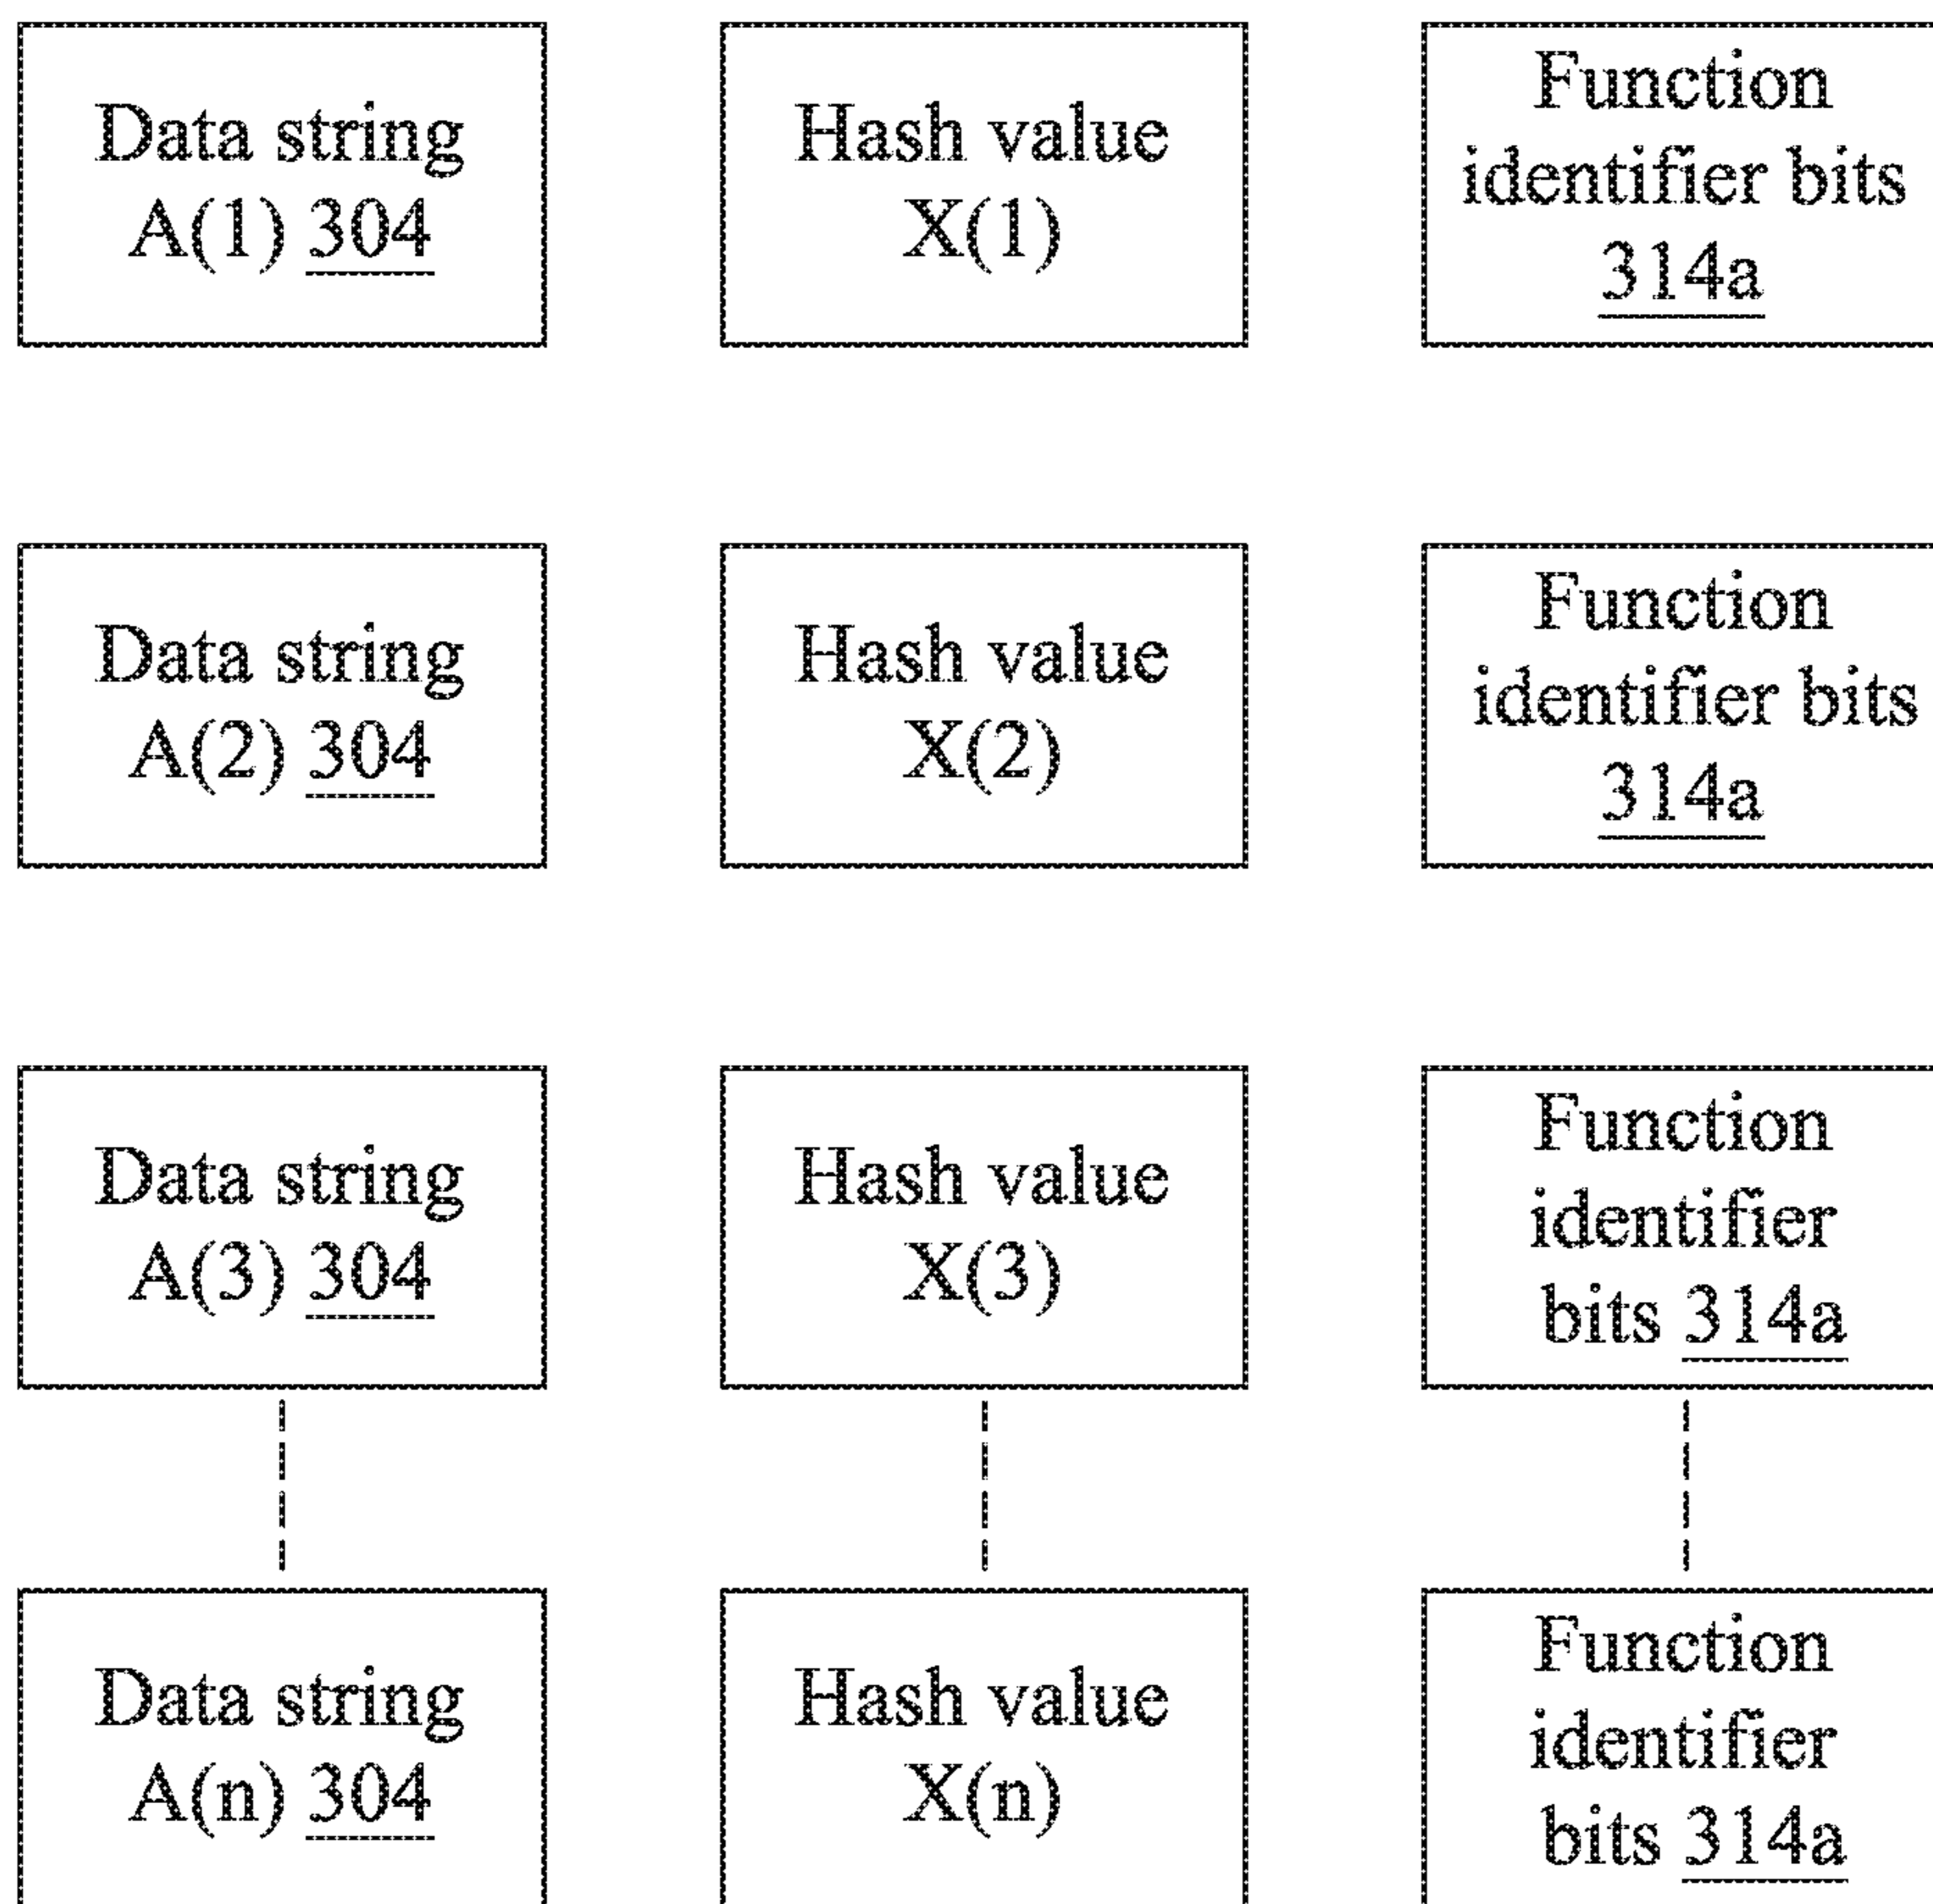 Data string
A(1) 304
Hash value
X(1)
Function
identifier bits
314a
Data string
A(2) 304
Hash value
X(2)
Function
identifier bits
314a
Data string
A(3) 304
Hash value
X(3)
Function
identifier
bits 314a
Data string
A(n) 304
Hash value
X(n)
Function
identifier
bits 314a